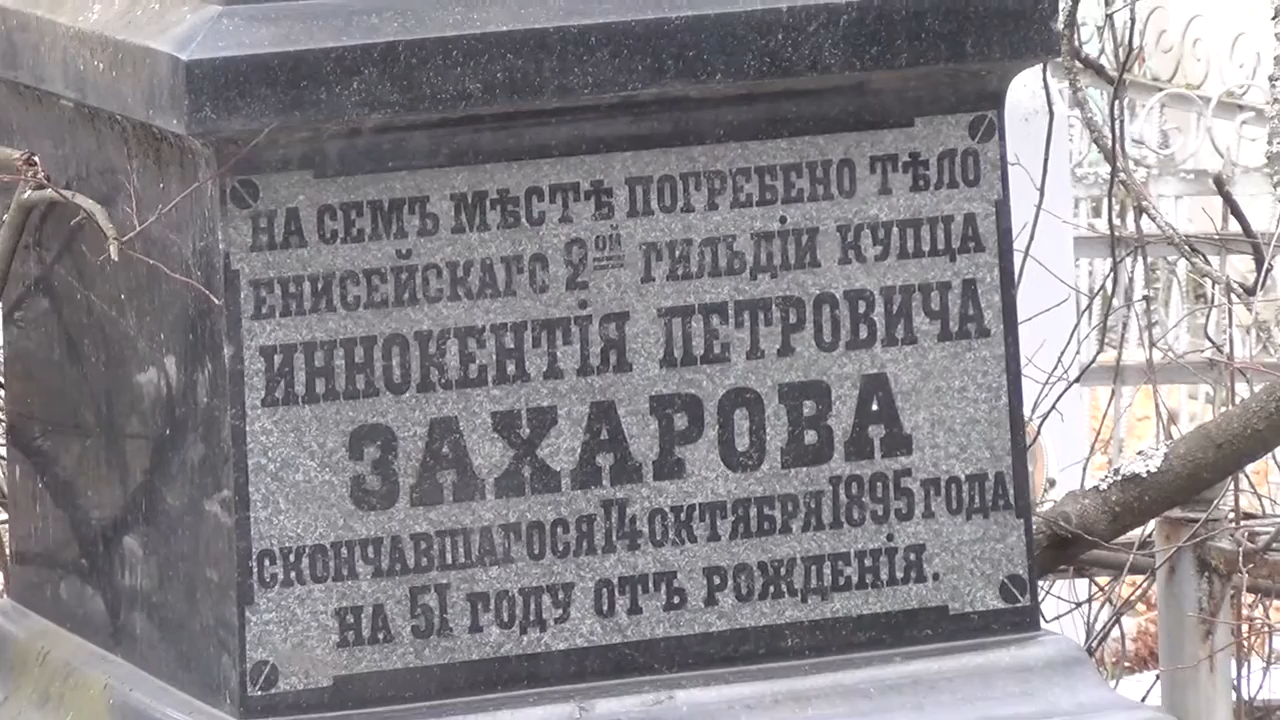 НА СЕМЪ МѢСТѢ ПОГРЕБЕНО ТѢЛО
ЕНИСЕЙСКАГО 2ОЙ ГИЛЬДІИ КУПЦА
ИННОКЕНТІЯ ПЕТРОВИЧА
ЗАХАРОВА
СКОНЧАВШАГОСЯ 14 ОКТЯБРЯ 1895 ГОДА
НА 51 ГОДУ ОТЪ РОЖДЕНІЯ.